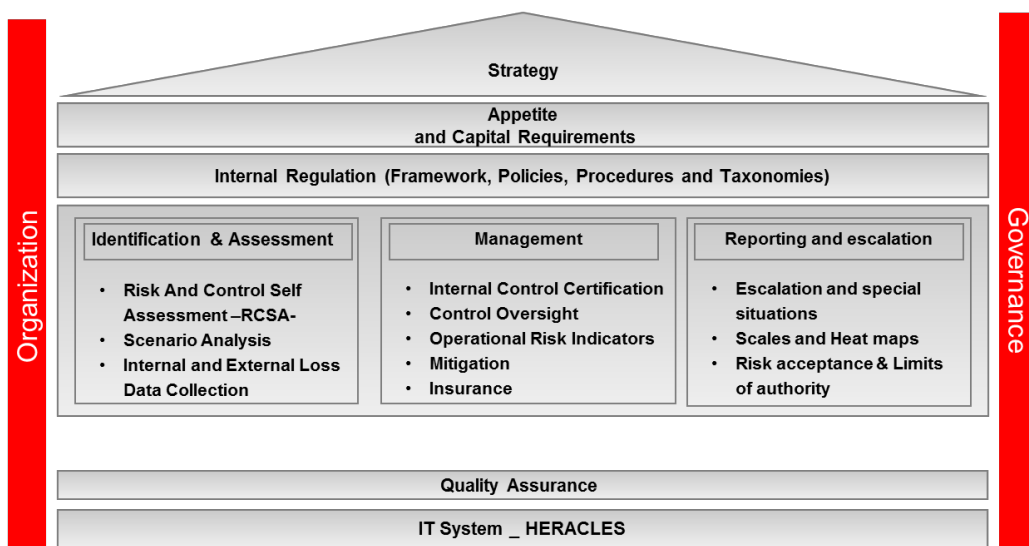 Strategy
Appetite
and Capital Requirements
Internal Regulation (Framework, Policies, Procedures and Taxonomies)
Organization
Identification & Assessment
• Risk And Control Self
Assessment –RCSA-
• Scenario Analysis
• Internal and External Loss
Data Collection
Management
• Internal Control Certification
• Control Oversight
• Operational Risk Indicators
• Mitigation
• Insurance
Reporting and escalation
• Escalation and special
situations
• Scales and Heat maps
• Risk acceptance & Limits
of authority
Governance
Quality Assurance
IT System _ HERACLES